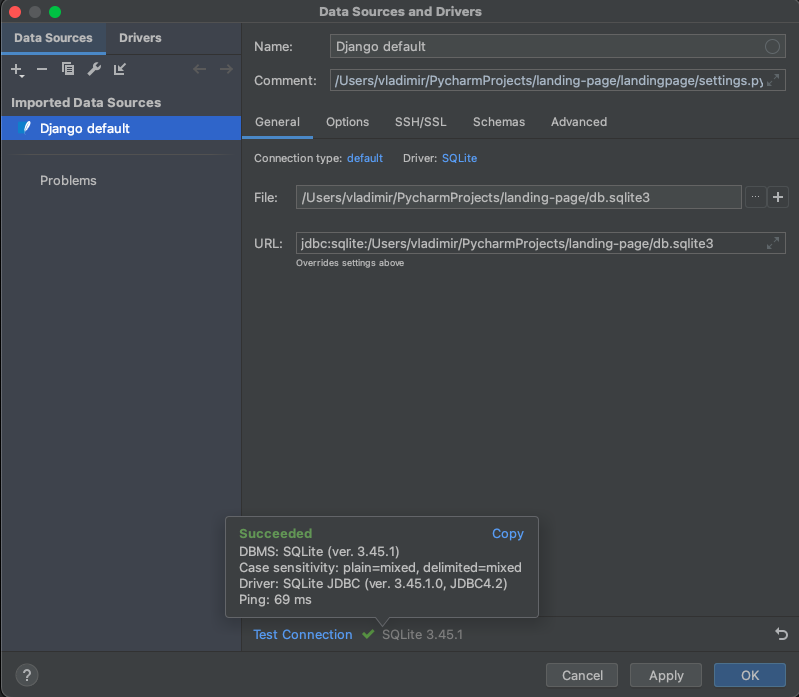 Data Sources and Drivers
Data Sources Drivers
Imported Data Sources
Django default
Problems
Name: Django default
Comment: /Users/vladimir/PycharmProjects/landing-page/landingpage/settings.py
General Options SSH/SSL Schemas Advanced
Connection type: default Driver: SQLite
File: /Users/vladimir/PycharmProjects/landing-page/db.sqlite3 ...
URL: jdbc:sqlite:/Users/vladimir/PycharmProjects/landing-page/db.sqlite3
Overrides settings above
Succeeded Copy
DBMS: SQLite (ver. 3.45.1)
Case sensitivity: plain=mixed, delimited=mixed
Driver: SQLite JDBC (ver. 3.45.1.0, JDBC4.2)
Ping: 69 ms
Test Connection ✔ SQLite 3.45.1
? Cancel Apply OK